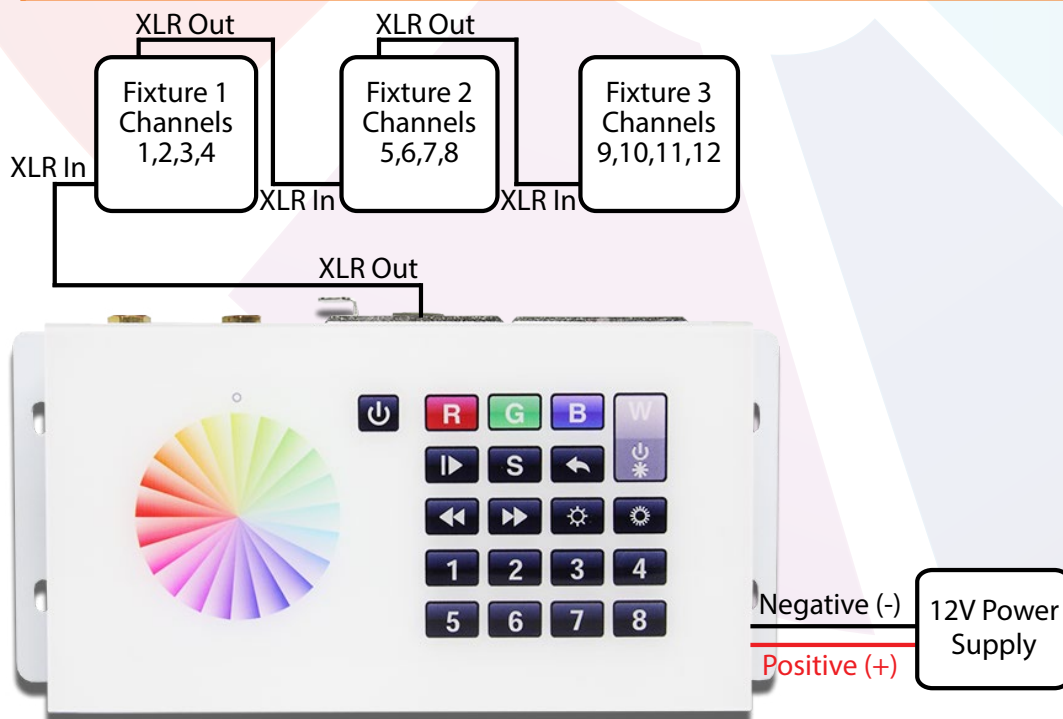 XLR Out
XLR Out
Fixture 1
Channels
1,2,3,4
Fixture 2
Channels
5,6,7,8
Fixture 3
Channels
9,10,11,12
XLR In
XLR In
XLR In
XLR Out
R G B W
S
1 2 3 4
5 6 7 8
Negative (-)
Positive (+)
12V Power
Supply